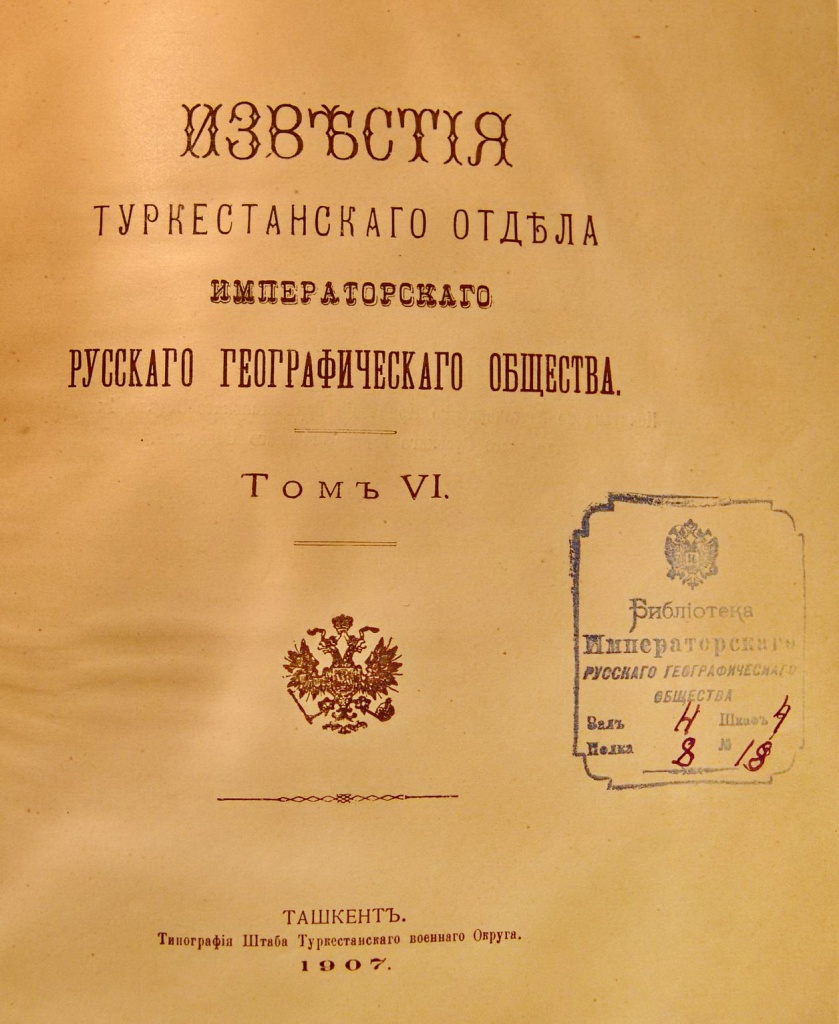 ИЗВѢСТІЯ
ТУРКЕСТАНСКАГО ОТДѢЛА
ИМПЕРАТОРСКАГО
РУССКАГО ГЕОГРАФИЧЕСКАГО ОБЩЕСТВА.
Томъ VI.
Библіотека
Императорскаго
РУССКАГО ГЕОГРАФИЧЕСКАГО
ОБЩЕСТВА
Залъ Н Шкафъ 4
Полка 8 № 18
ТАШКЕНТЪ.
Типографія Штаба Туркестанскаго военнаго Округа.
1907.